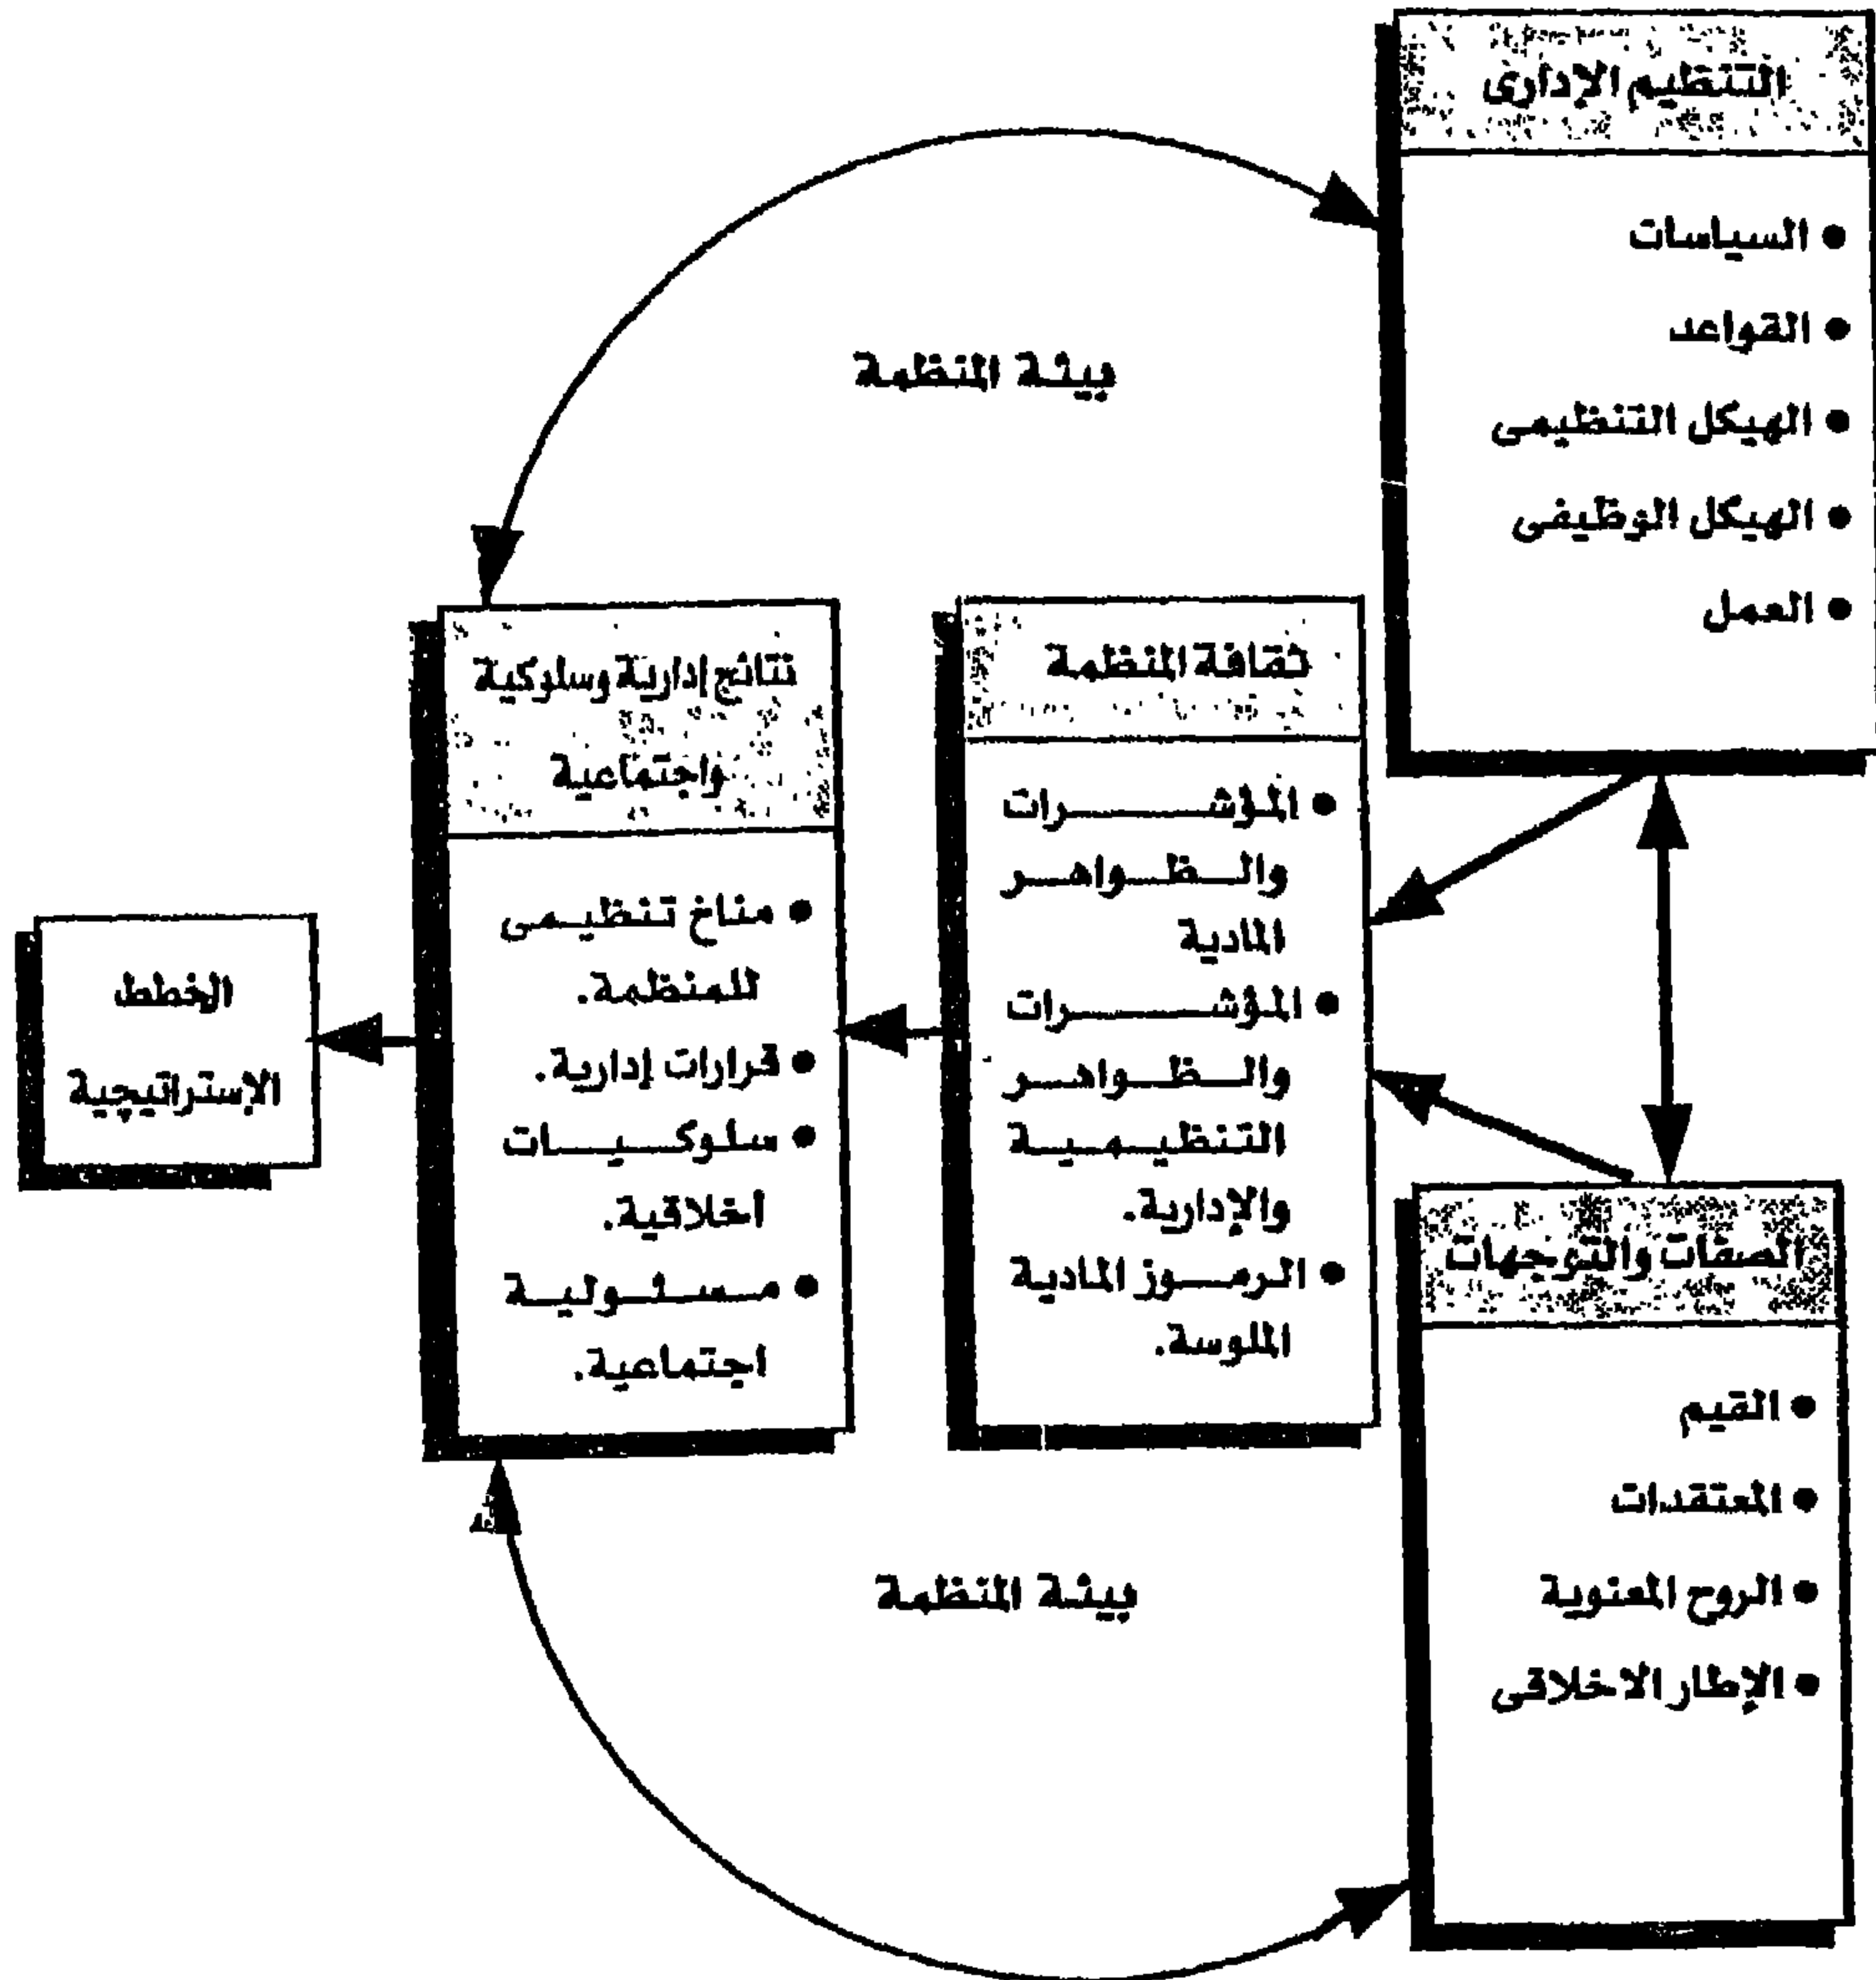 التنظيم الإدارى
• السياسات
• القواعد
• الهيكل التنظيمى
• الهيكل الوظيفى
• العمل
بيئة المنظمة
ثقافة المنظمة
• المؤشرات
والظواهر
المادية
• المؤشرات
والظواهر
التنظيمية
والإدارية.
• الرموز المادية
الملموسة.
نتائج إدارية وسلوكية
واجتماعية
• مناخ تنظيمى
للمنظمة.
• قرارات إدارية.
• سلوكيات
اخلاقية.
• مسئولية
اجتماعية.
الخطط
الإستراتيجية
الصفات والتوجهات
• القيم
• المعتقدات
• الروح المعنوية
• الإطار الاخلاقى
بيئة المنظمة